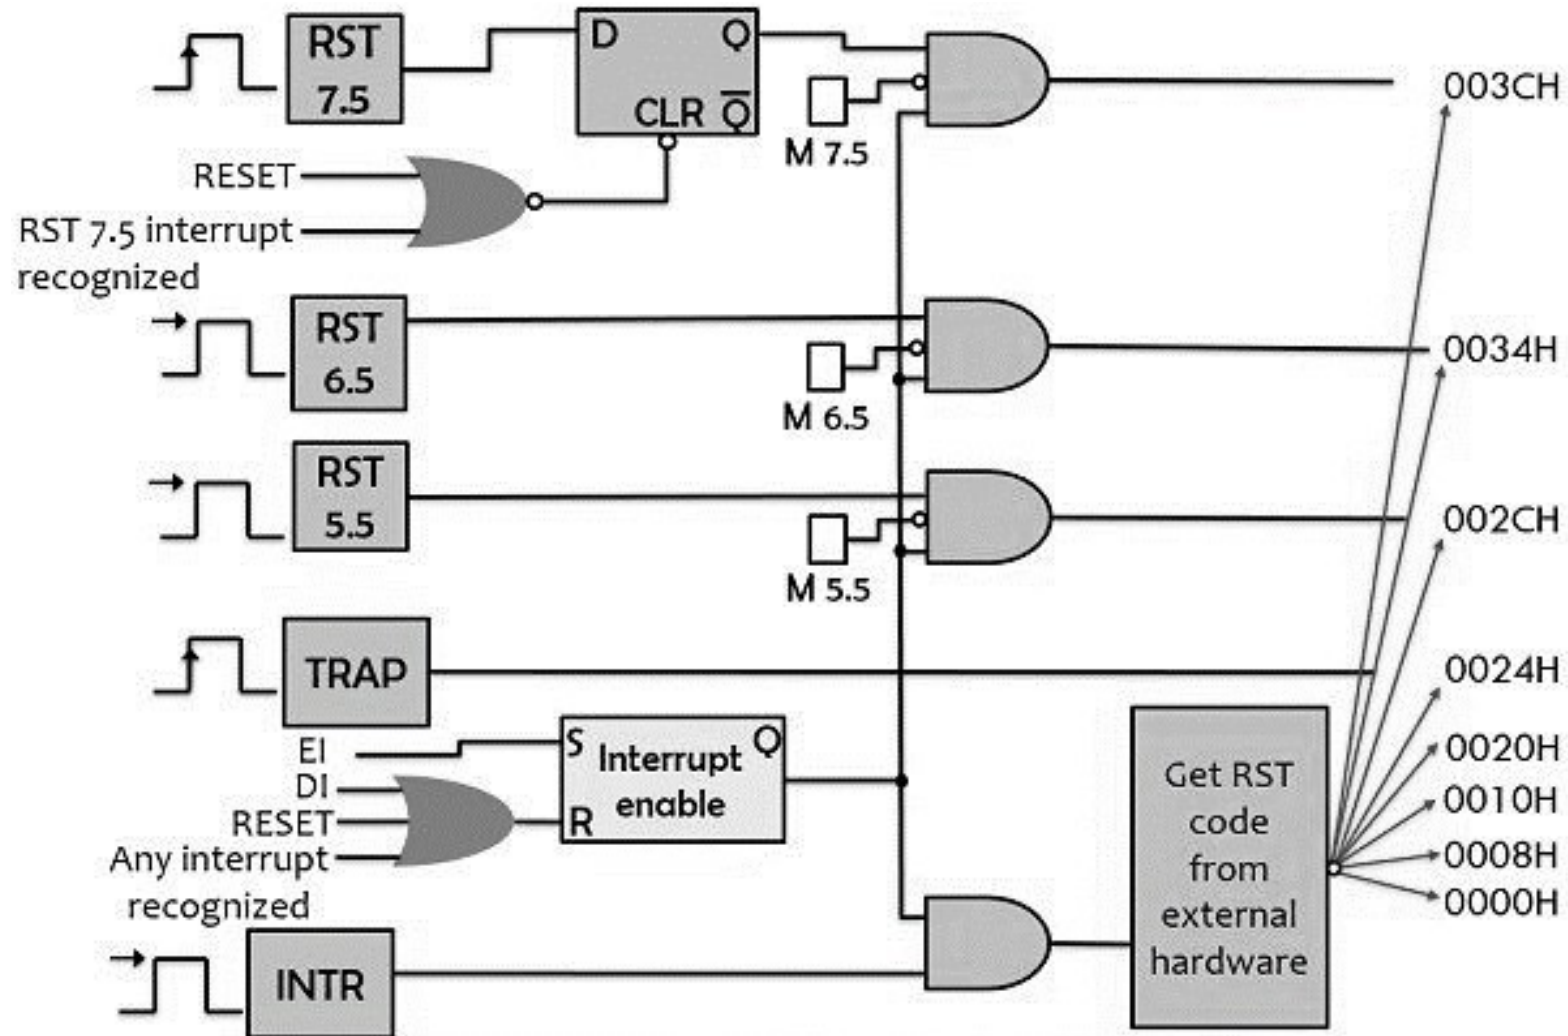 RST
7.5
D
Q
CLR
Q̅
M 7.5
003CH
RESET
RST 7.5 interrupt
recognized
RST
6.5
M 6.5
0034H
RST
5.5
M 5.5
002CH
TRAP
0024H
EI
DI
RESET
Any interrupt
recognized
S
Q
Interrupt
enable
R
Get RST
code
from
external
hardware
0020H
0010H
0008H
0000H
INTR